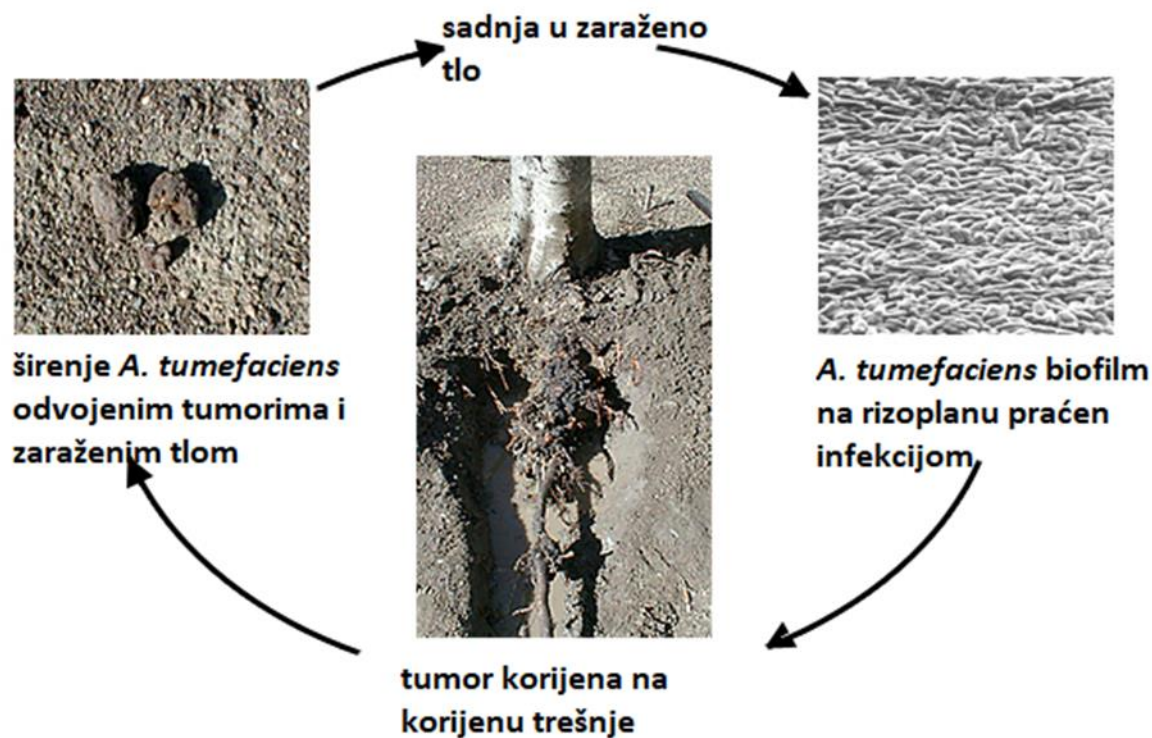 sadnja u zaraženo
tlo
širenje A. tumefaciens
odvojenim tumorima i
zaraženim tlom
A. tumefaciens biofilm
na rizoplanu praćen
infekcijom
tumor korijena na
korijenu trešnje